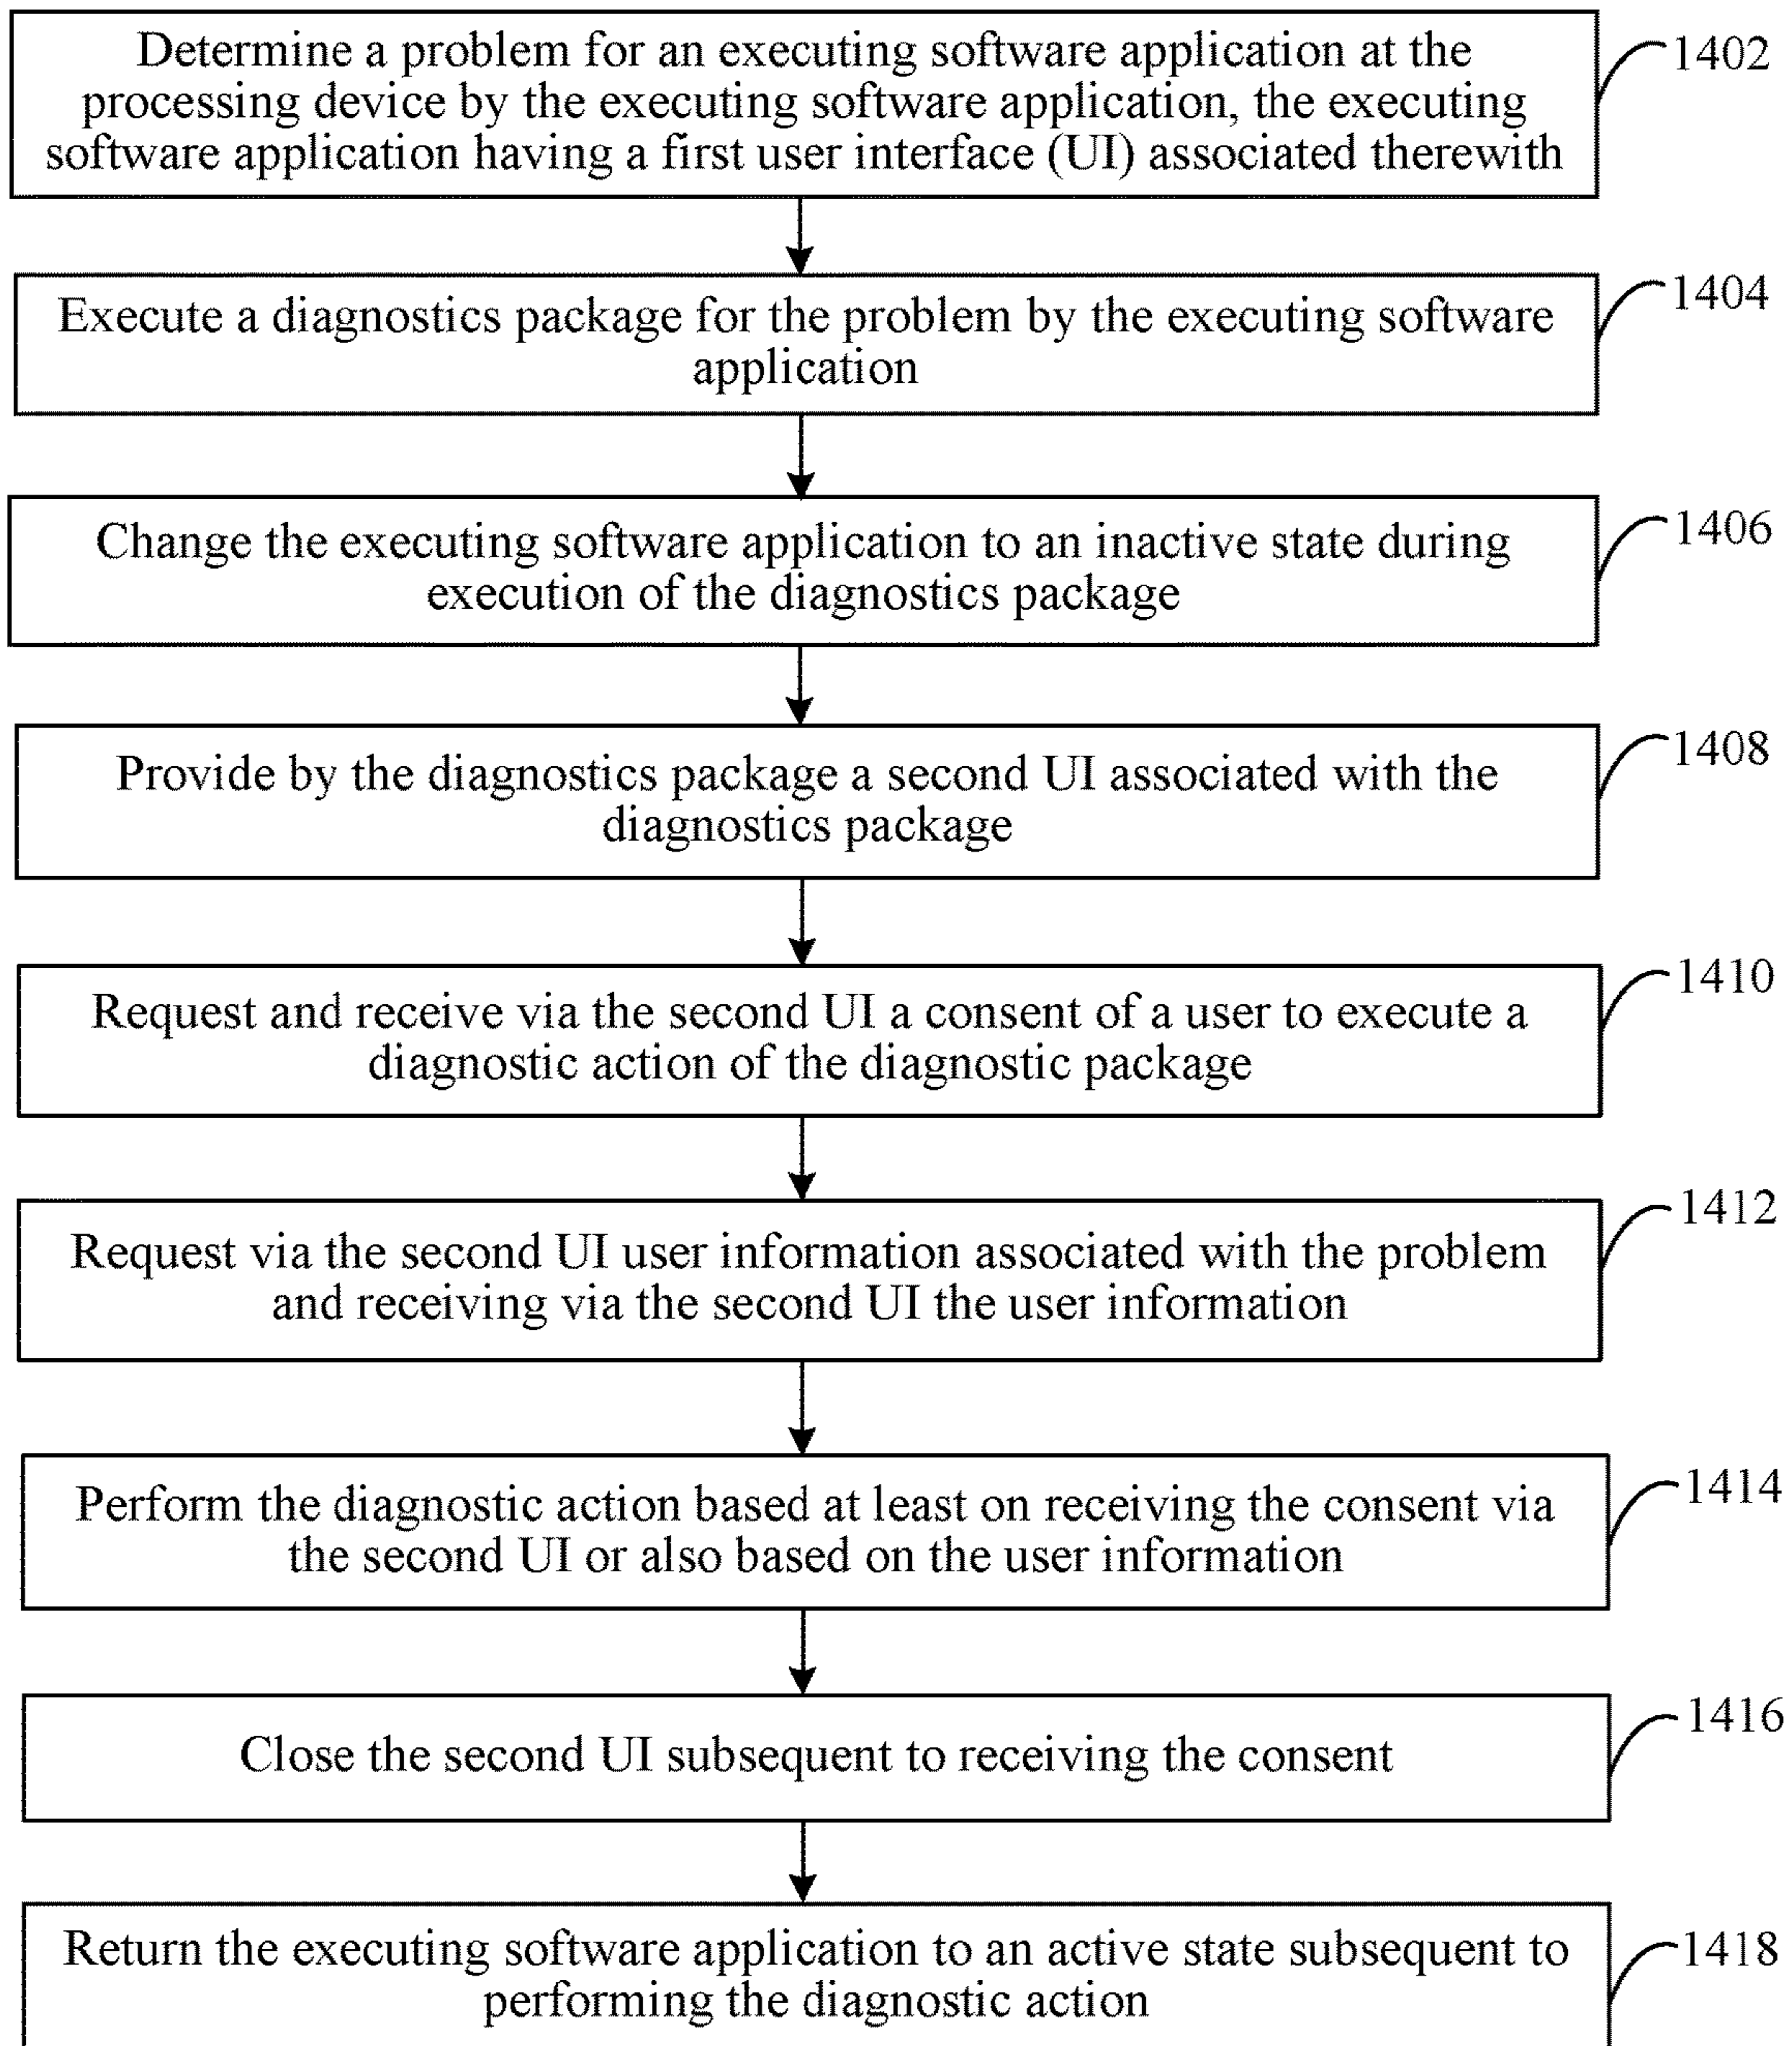 Determine a problem for an executing software application at the
processing device by the executing software application, the executing
software application having a first user interface (UI) associated therewith
1402
Execute a diagnostics package for the problem by the executing software
application
1404
Change the executing software application to an inactive state during
execution of the diagnostics package
1406
Provide by the diagnostics package a second UI associated with the
diagnostics package
1408
Request and receive via the second UI a consent of a user to execute a
diagnostic action of the diagnostic package
1410
Request via the second UI user information associated with the problem
and receiving via the second UI the user information
1412
Perform the diagnostic action based at least on receiving the consent via
the second UI or also based on the user information
1414
Close the second UI subsequent to receiving the consent
1416
Return the executing software application to an active state subsequent to
performing the diagnostic action
1418